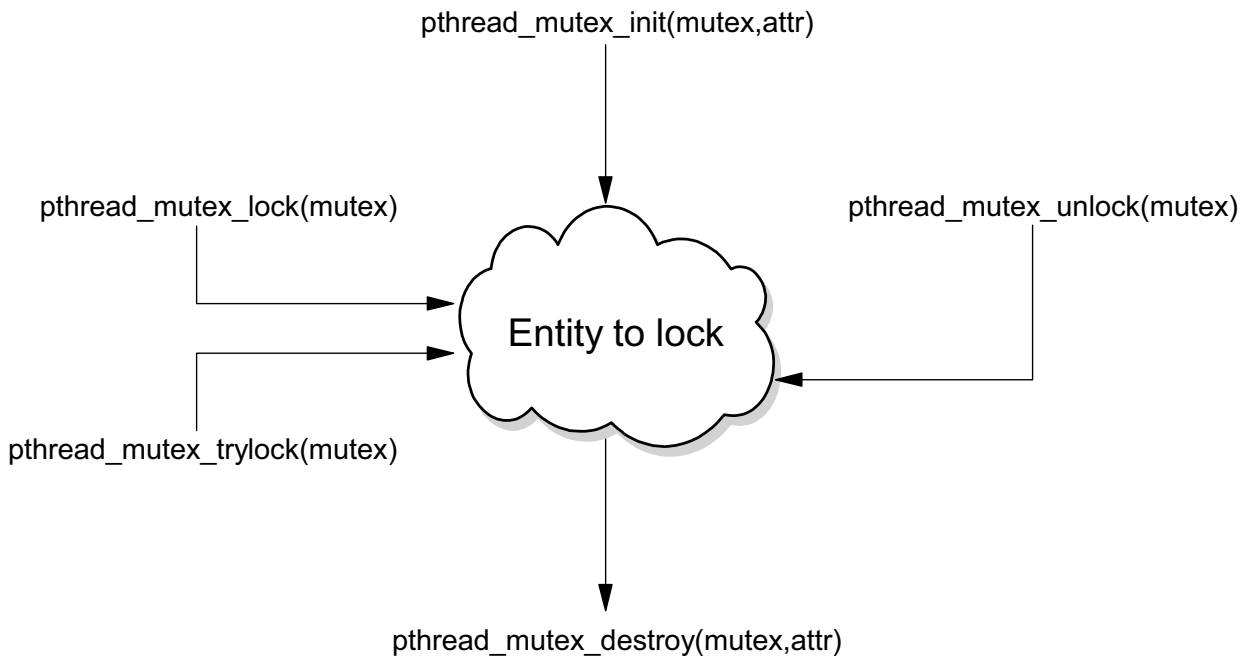 pthread_mutex_init(mutex,attr)
pthread_mutex_lock(mutex)
pthread_mutex_unlock(mutex)
Entity to lock
pthread_mutex_trylock(mutex)
pthread_mutex_destroy(mutex,attr)